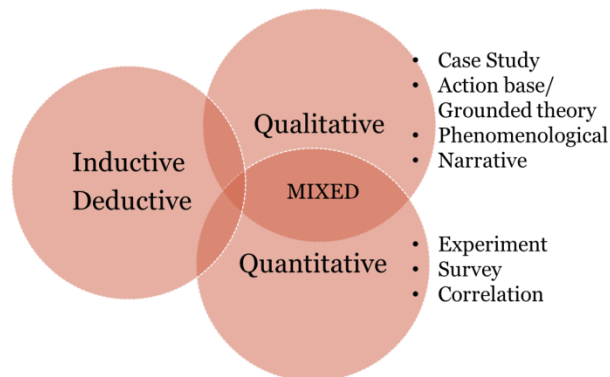 Inductive
Deductive
Qualitative
MIXED
Quantitative
• Case Study
• Action base/
Grounded theory
• Phenomenological
• Narrative
• Experiment
• Survey
• Correlation